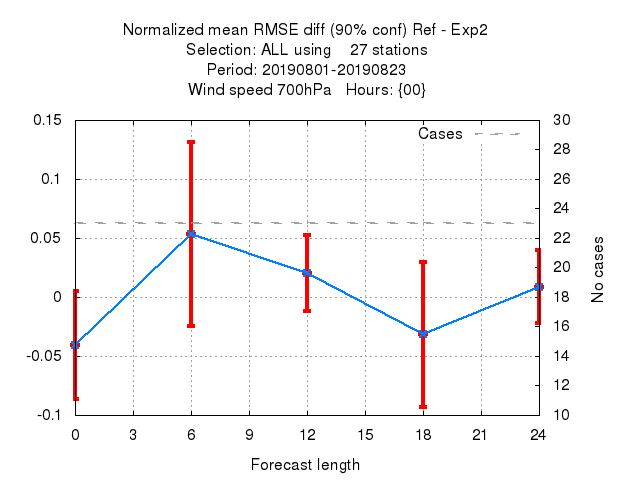 Normalized mean RMSE diff (90% conf) Ref - Exp2
Selection: ALL using    27 stations
Period: 20190801-20190823
Wind speed 700hPa   Hours: {00}
Cases
0.15
0.1
0.05
0
-0.05
-0.1
30
28
26
24
22
20
18
16
14
12
10
No cases
0 3 6 9 12 15 18 21 24
Forecast length